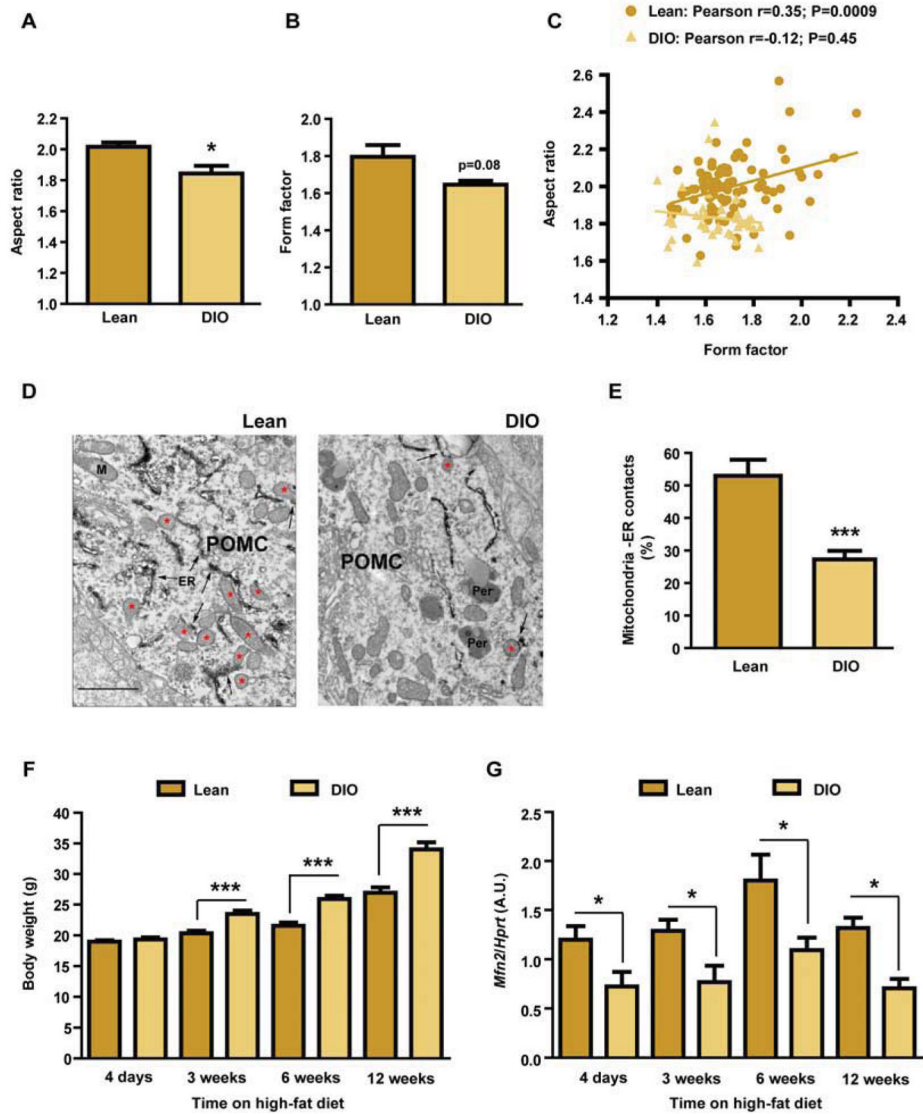 A
Aspect ratio
2.2
2.0
1.8
1.6
1.4
1.2
1.0
*
Lean DIO
B
Form factor
2.0
1.8
1.6
1.4
1.2
1.0
p=0.08
Lean DIO
C
Lean: Pearson r=0.35; P=0.0009
DIO: Pearson r=-0.12; P=0.45
Aspect ratio
2.6
2.4
2.2
2.0
1.8
1.6
1.4
1.2 1.4 1.6 1.8 2.0 2.2 2.4
Form factor
D
Lean
M
POMC
ER
DIO
POMC
Per
Per
E
Mitochondria -ER contacts
(%)
60
50
40
30
20
10
0
***
Lean DIO
F
Lean DIO
Body weight (g)
40
35
30
25
20
15
10
5
0
*** *** ***
4 days 3 weeks 6 weeks 12 weeks
Time on high-fat diet
G
Lean DIO
Mfn2/Hprt (A.U.)
2.5
2.0
1.5
1.0
0.5
0.0
* * * *
4 days 3 weeks 6 weeks 12 weeks
Time on high-fat diet